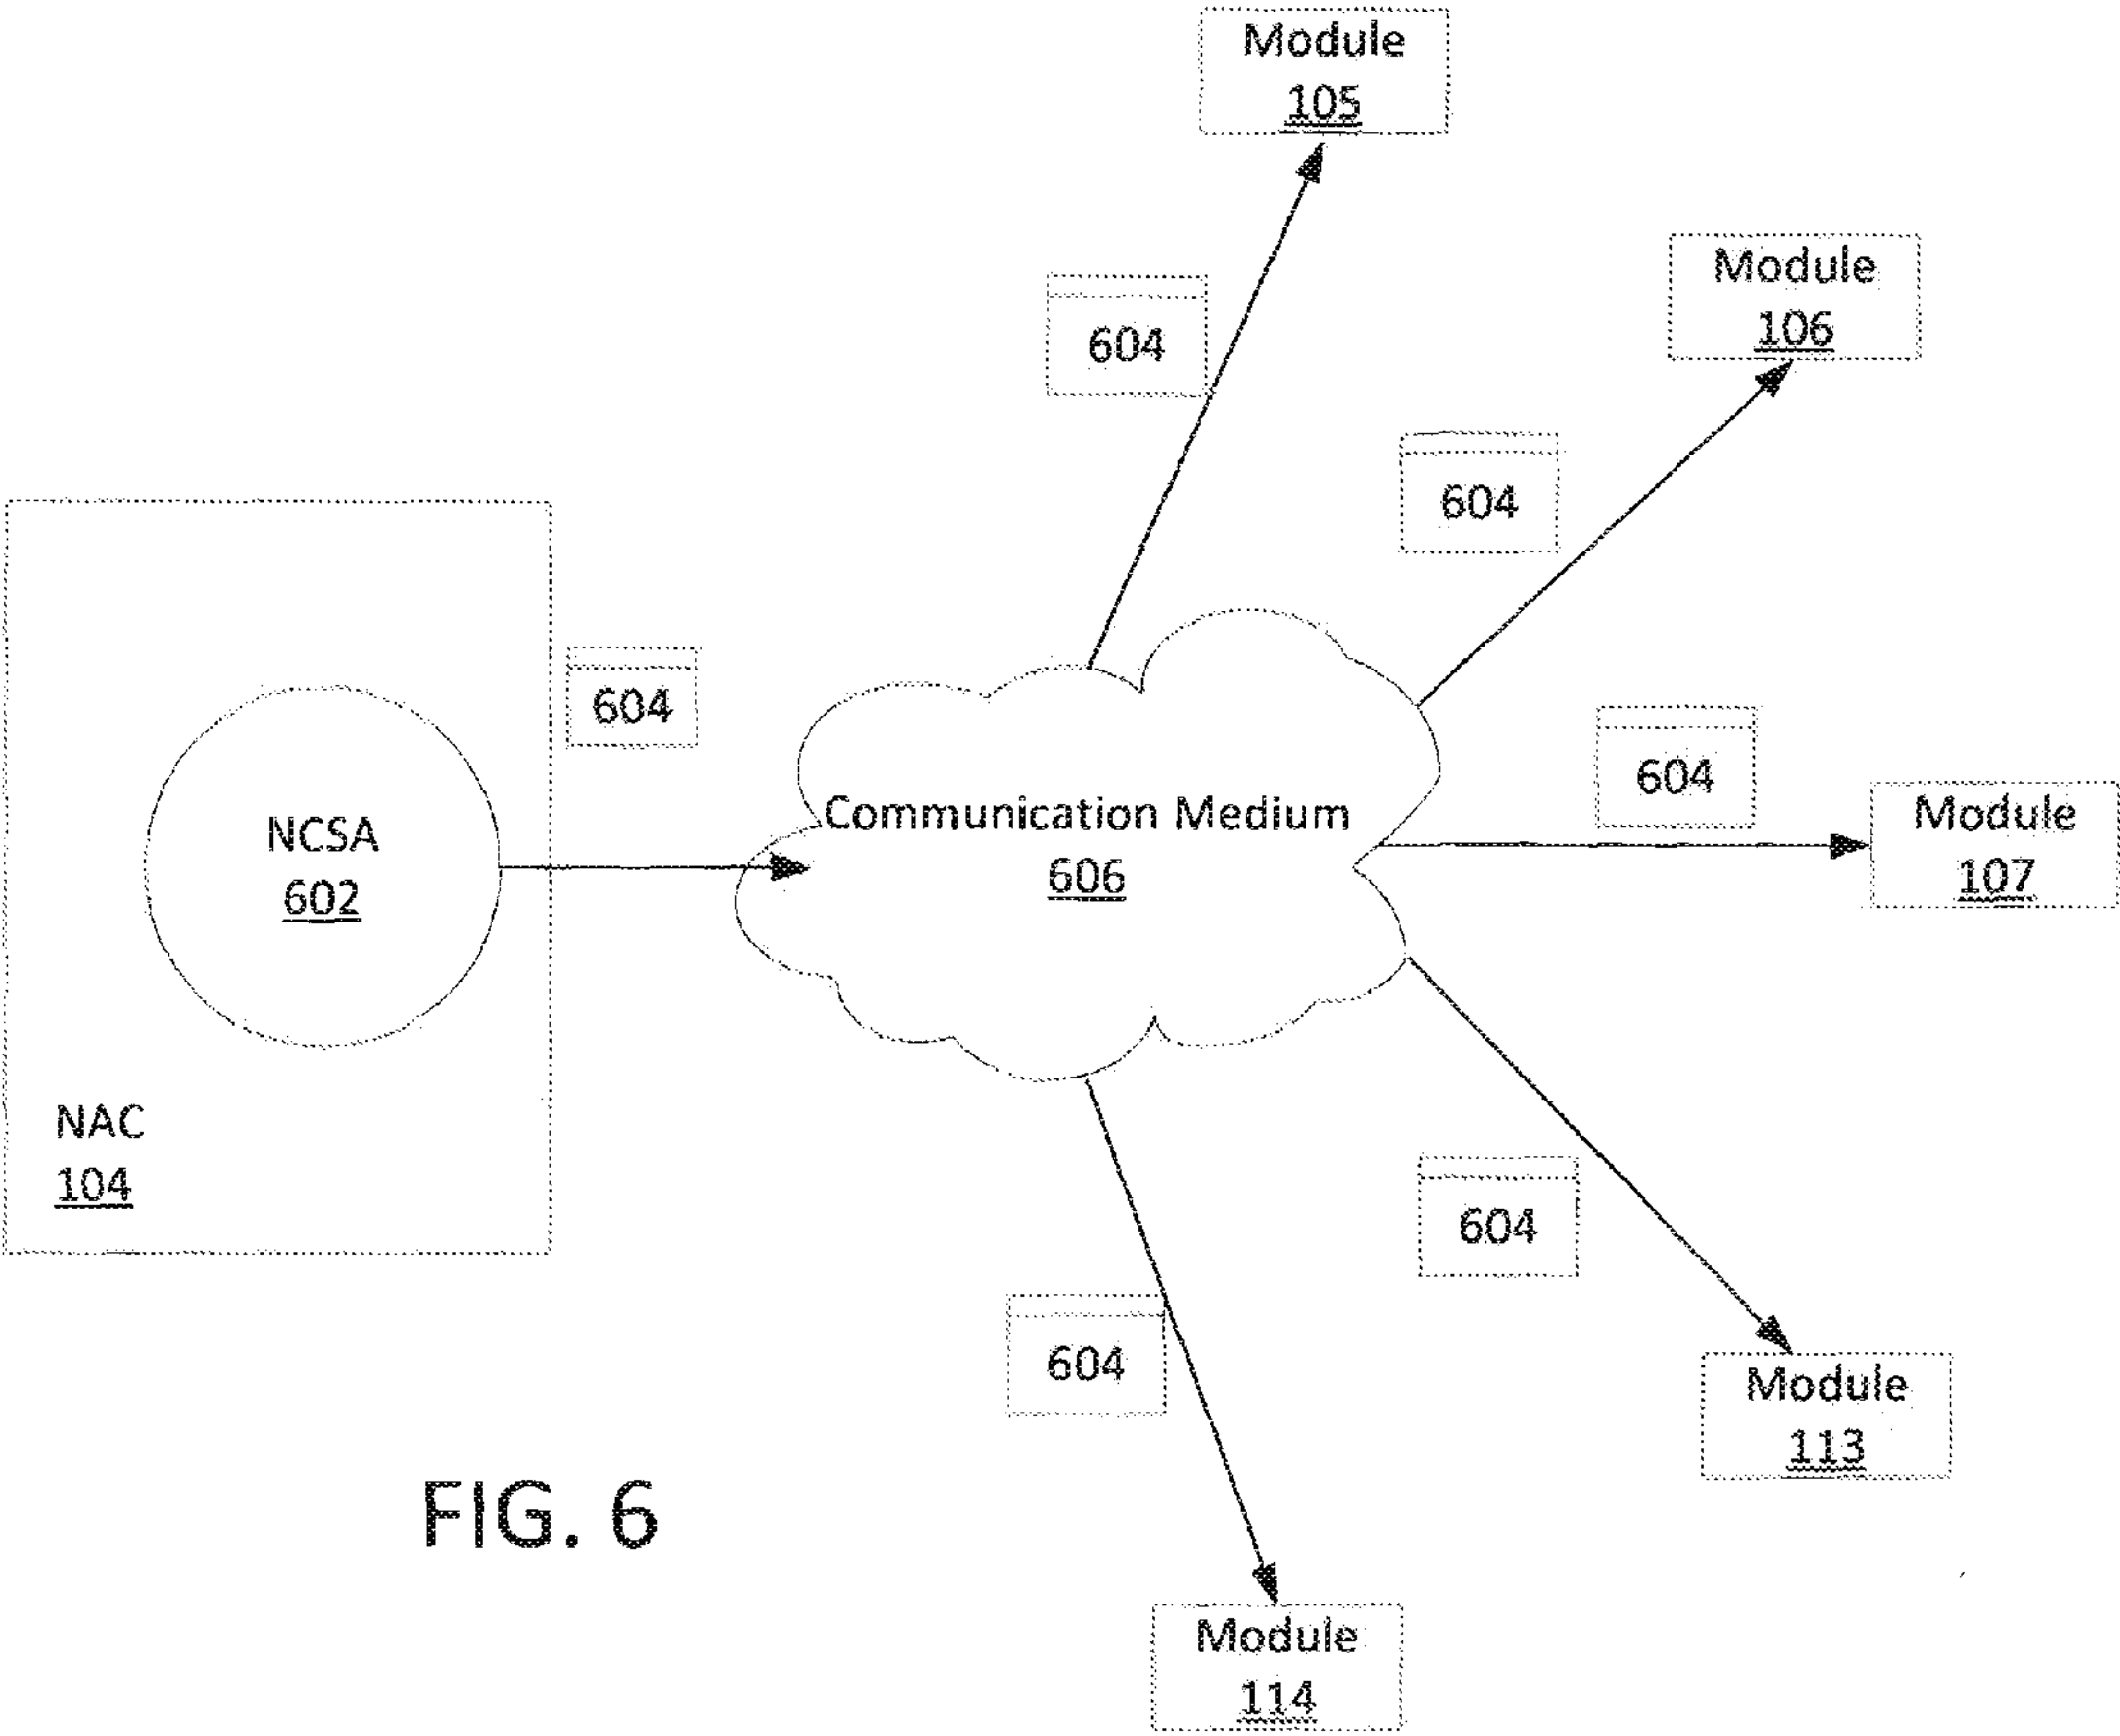 Module
105
Module
106
604
604
604
604
Module
107
NCSA
602
Communication Medium
606
NAC
104
604
604
Module
113
FIG. 6
Module
114